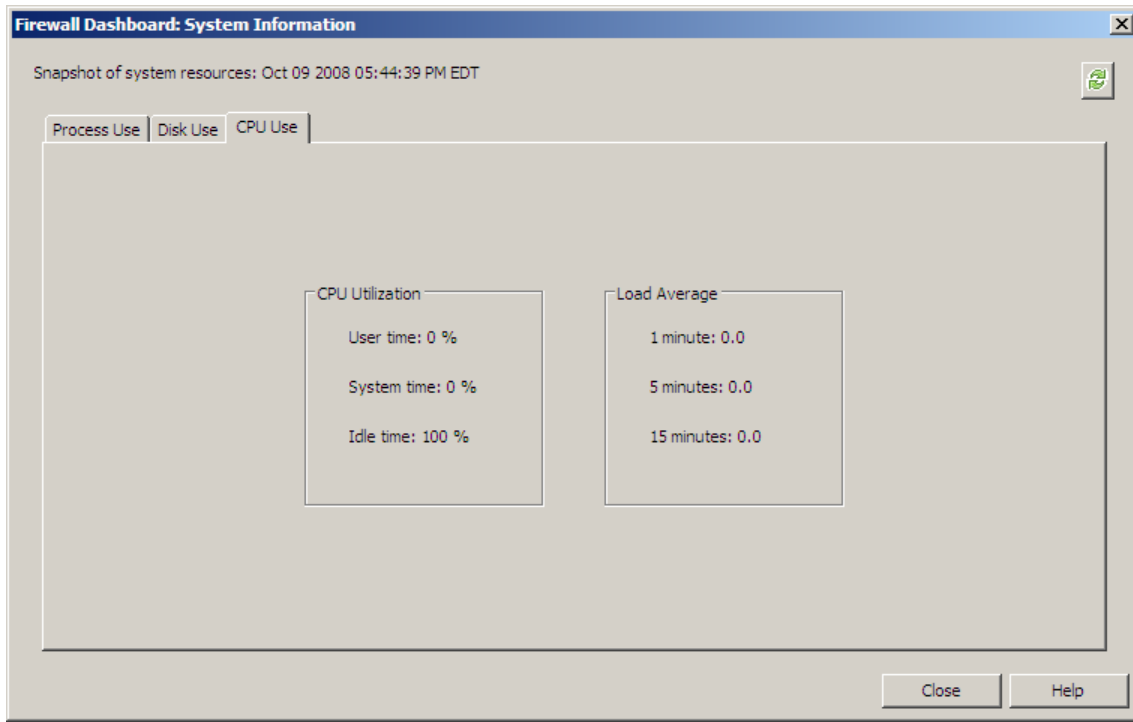 Firewall Dashboard: System Information
Snapshot of system resources: Oct 09 2008 05:44:39 PM EDT
Process Use
Disk Use
CPU Use
CPU Utilization
User time: 0 %
System time: 0 %
Idle time: 100 %
Load Average
1 minute: 0.0
5 minutes: 0.0
15 minutes: 0.0
Close
Help